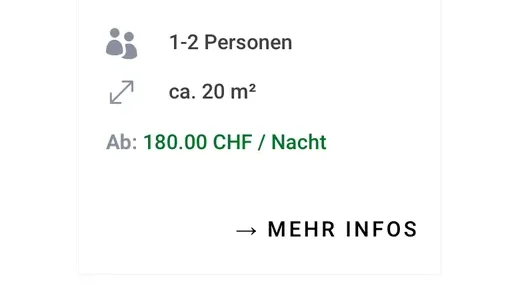 1-2 Personen
ca. 20 m²
Ab: 180.00 CHF / Nacht
→ MEHR INFOS